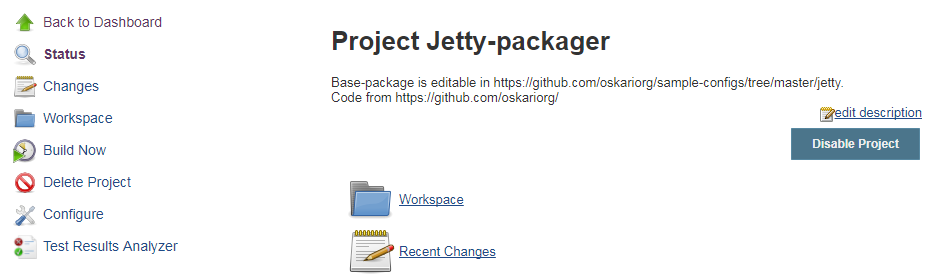 Back to Dashboard
Status
Changes
Workspace
Build Now
Delete Project
Configure
Test Results Analyzer
Project Jetty-packager
Base-package is editable in https://github.com/oskariorg/sample-configs/tree/master/jetty.
Code from https://github.com/oskariorg/
edit description
Disable Project
Workspace
Recent Changes